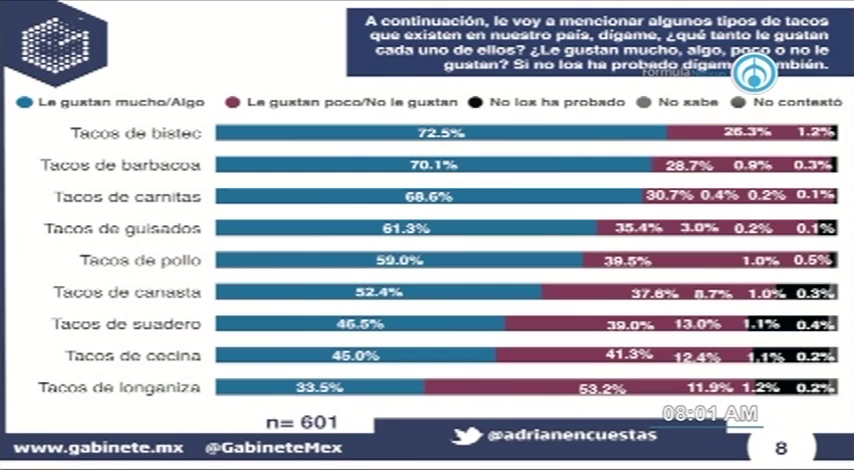 A continuación, le voy a mencionar algunos tipos de tacos
que existen en nuestro país, dígame, ¿qué tanto le gustan
cada uno de ellos? ¿Le gustan mucho, algo, poco o no le
gustan? Si no los ha probado dígam mbién.
Formula
Le gustan mucho/Algo Le gustan poco/No le gustan No los ha probado No sabe No contestó
Tacos de bistec 72.5% 26.3% 1.2%
Tacos de barbacoa 70.1% 28.7% 0.9% 0.3%
Tacos de carnitas 68.6% 30.7% 0.4% 0.2% 0.1%
Tacos de guisados 61.3% 35.4% 3.0% 0.2% 0.1%
Tacos de pollo 59.0% 39.5% 1.0% 0.5%
Tacos de canasta 52.4% 37.6% 8.7% 1.0% 0.3%
Tacos de suadero 46.5% 39.0% 13.0% 1.1% 0.4%
Tacos de cecina 45.0% 41.3% 12.4% 1.1% 0.2%
Tacos de longaniza 33.5% 53.2% 11.9% 1.2% 0.2%
n= 601
08:01 AM
www.gabinete.mx @GabineteMex @adrianencuestas 8